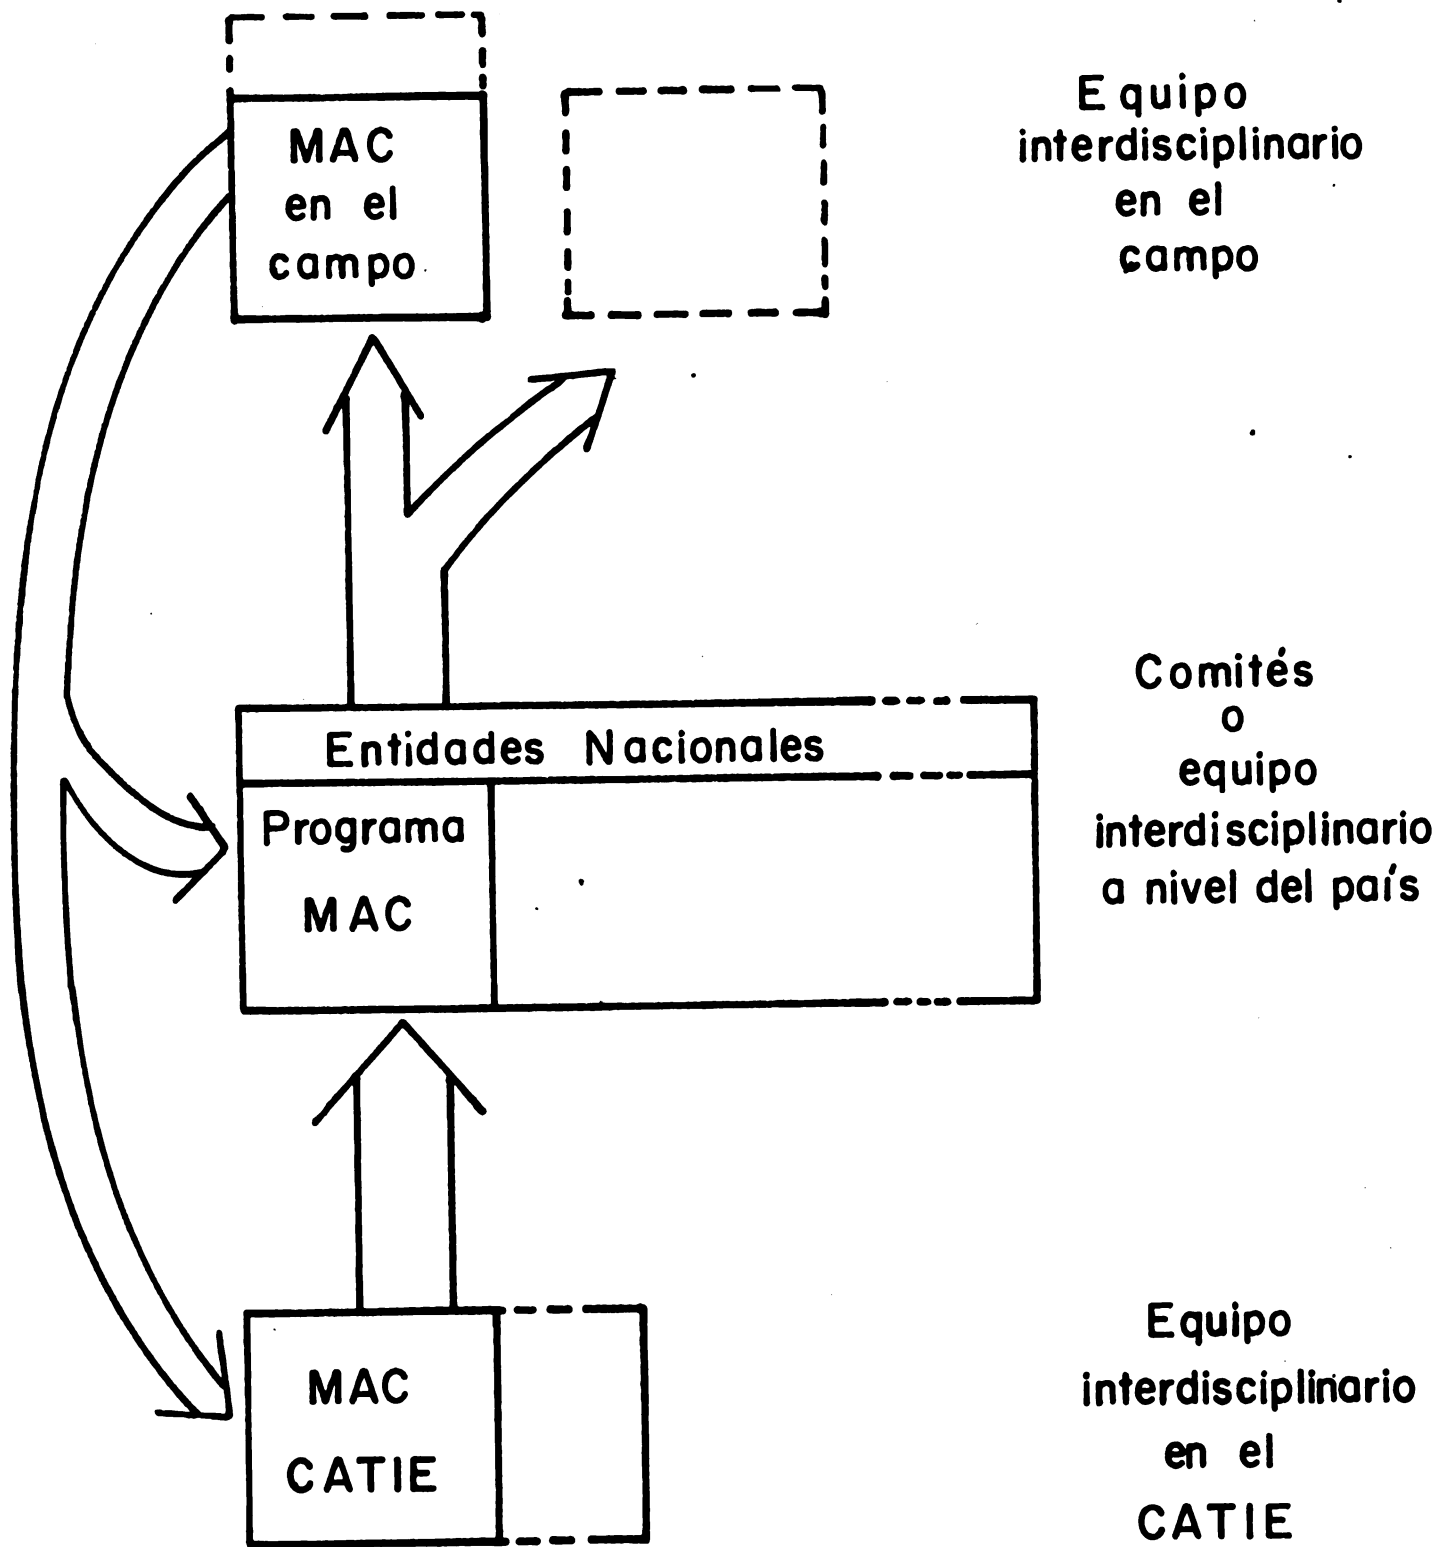 MAC
en el
campo
Equipo
interdisciplinario
en el
campo
Entidades Nacionales
Programa
MAC
Comités
o
equipo
interdisciplinario
a nivel del país
MAC
CATIE
Equipo
interdisciplinario
en el
CATIE